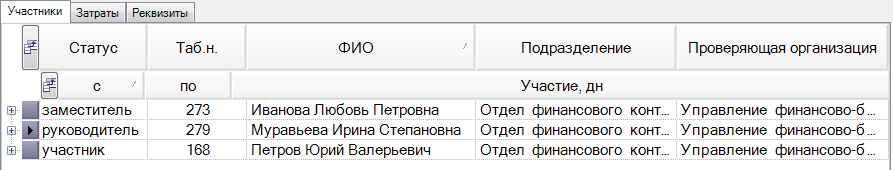 Участники Затраты Реквизиты
Статус Таб.н. ФИО Подразделение Проверяющая организация
с по Участие, дн
заместитель 273 Иванова Любовь Петровна Отдел финансового конт... Управление финансово-б...
руководитель 279 Муравьева Ирина Степановна Отдел финансового конт... Управление финансово-б...
участник 168 Петров Юрий Валерьевич Отдел финансового конт... Управление финансово-б...